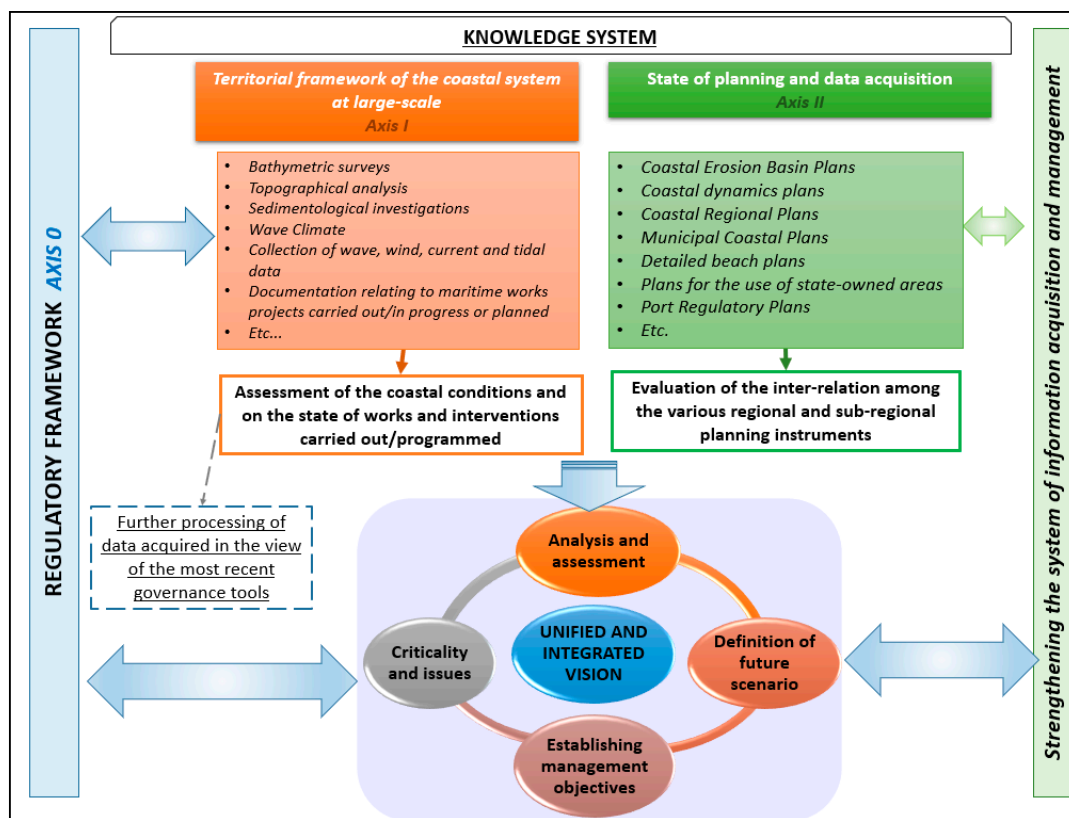 KNOWLEDGE SYSTEM
REGULATORY FRAMEWORK AXIS 0
Territorial framework of the coastal system
at large-scale
Axis I
• Bathymetric surveys
• Topographical analysis
• Sedimentological investigations
• Wave Climate
• Collection of wave, wind, current and tidal
data
• Documentation relating to maritime works
projects carried out/in progress or planned
• Etc...
Assessment of the coastal conditions and
on the state of works and interventions
carried out/programmed
Further processing of
data acquired in the view
of the most recent
governance tools
State of planning and data acquisition
Axis II
• Coastal Erosion Basin Plans
• Coastal dynamics plans
• Coastal Regional Plans
• Municipal Coastal Plans
• Detailed beach plans
• Plans for the use of state-owned areas
• Port Regulatory Plans
• Etc.
Evaluation of the inter-relation among
the various regional and sub-regional
planning instruments
Analysis and
assessment
Criticality
and issues
UNIFIED AND
INTEGRATED
VISION
Definition of
future
scenario
Establishing
management
objectives
Strengthening the system of information acquisition and management